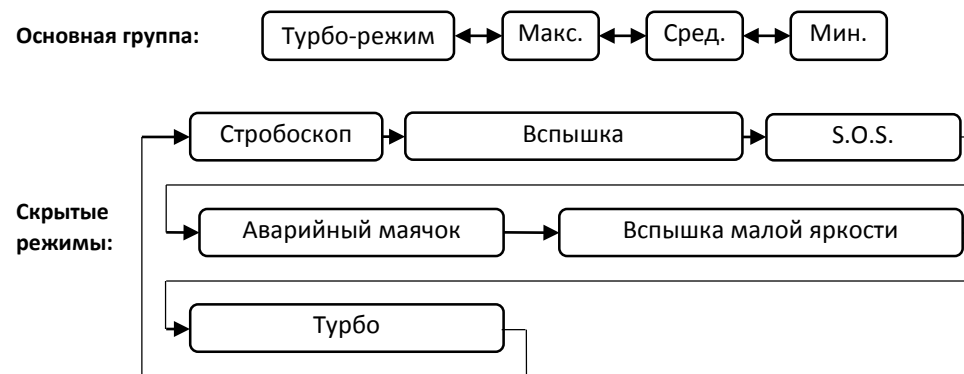 Основная группа: Турбо-режим Макс. Сред. Мин.
Стробоскоп Вспышка S.O.S.
Скрытые
режимы:
Аварийный маячок Вспышка малой яркости
Турбо